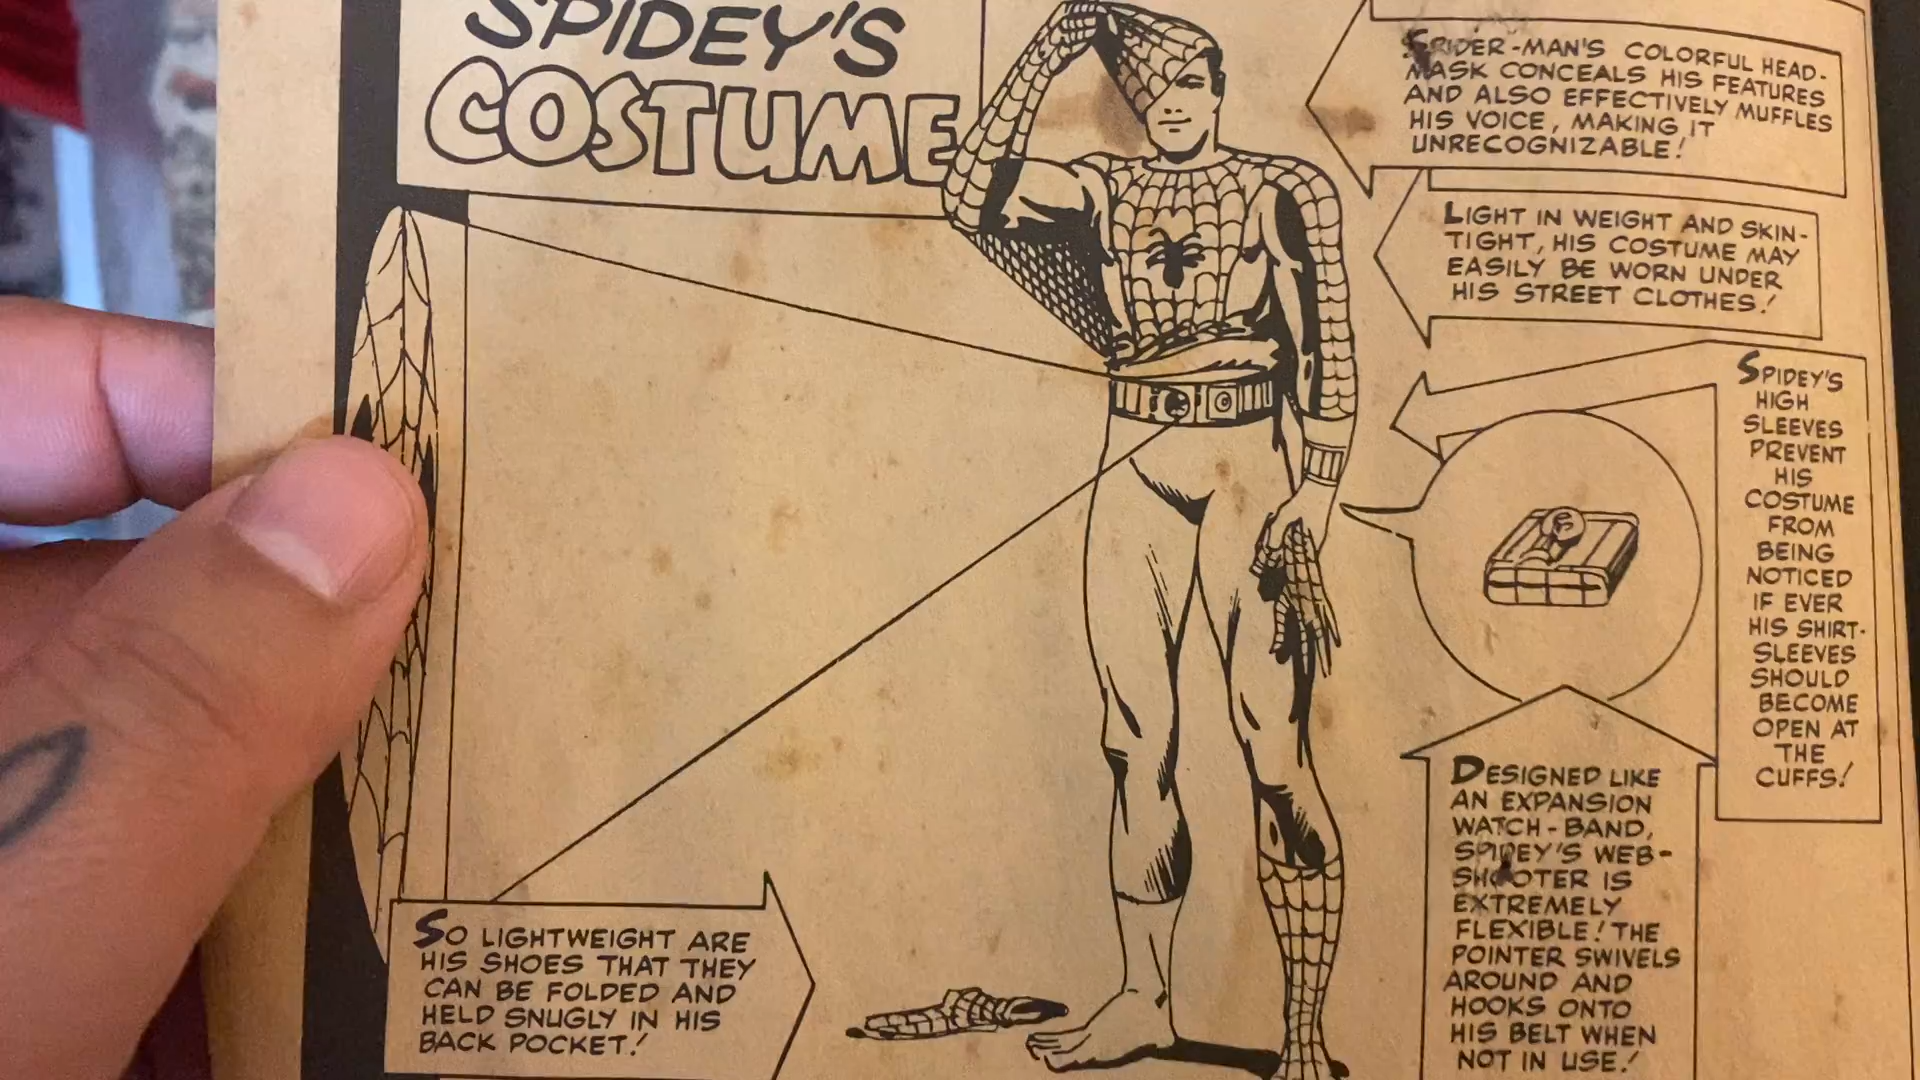 SPIDEY'S
COSTUME
SPIDER-MAN'S COLORFUL HEAD-
MASK CONCEALS HIS FEATURES
AND ALSO EFFECTIVELY MUFFLES
HIS VOICE, MAKING IT
UNRECOGNIZABLE!
LIGHT IN WEIGHT AND SKIN-
TIGHT, HIS COSTUME MAY
EASILY BE WORN UNDER
HIS STREET CLOTHES!
SPIDEY'S
HIGH
SLEEVES
PREVENT
HIS
COSTUME
FROM
BEING
NOTICED
IF EVER
HIS SHIRT-
SLEEVES
SHOULD
BECOME
OPEN AT
THE
CUFFS!
DESIGNED LIKE
AN EXPANSION
WATCH-BAND,
SPIDEY'S WEB-
SHOOTER IS
EXTREMELY
FLEXIBLE! THE
POINTER SWIVELS
AROUND AND
HOOKS ONTO
HIS BELT WHEN
NOT IN USE!
SO LIGHTWEIGHT ARE
HIS SHOES THAT THEY
CAN BE FOLDED AND
HELD SNUGLY IN HIS
BACK POCKET!